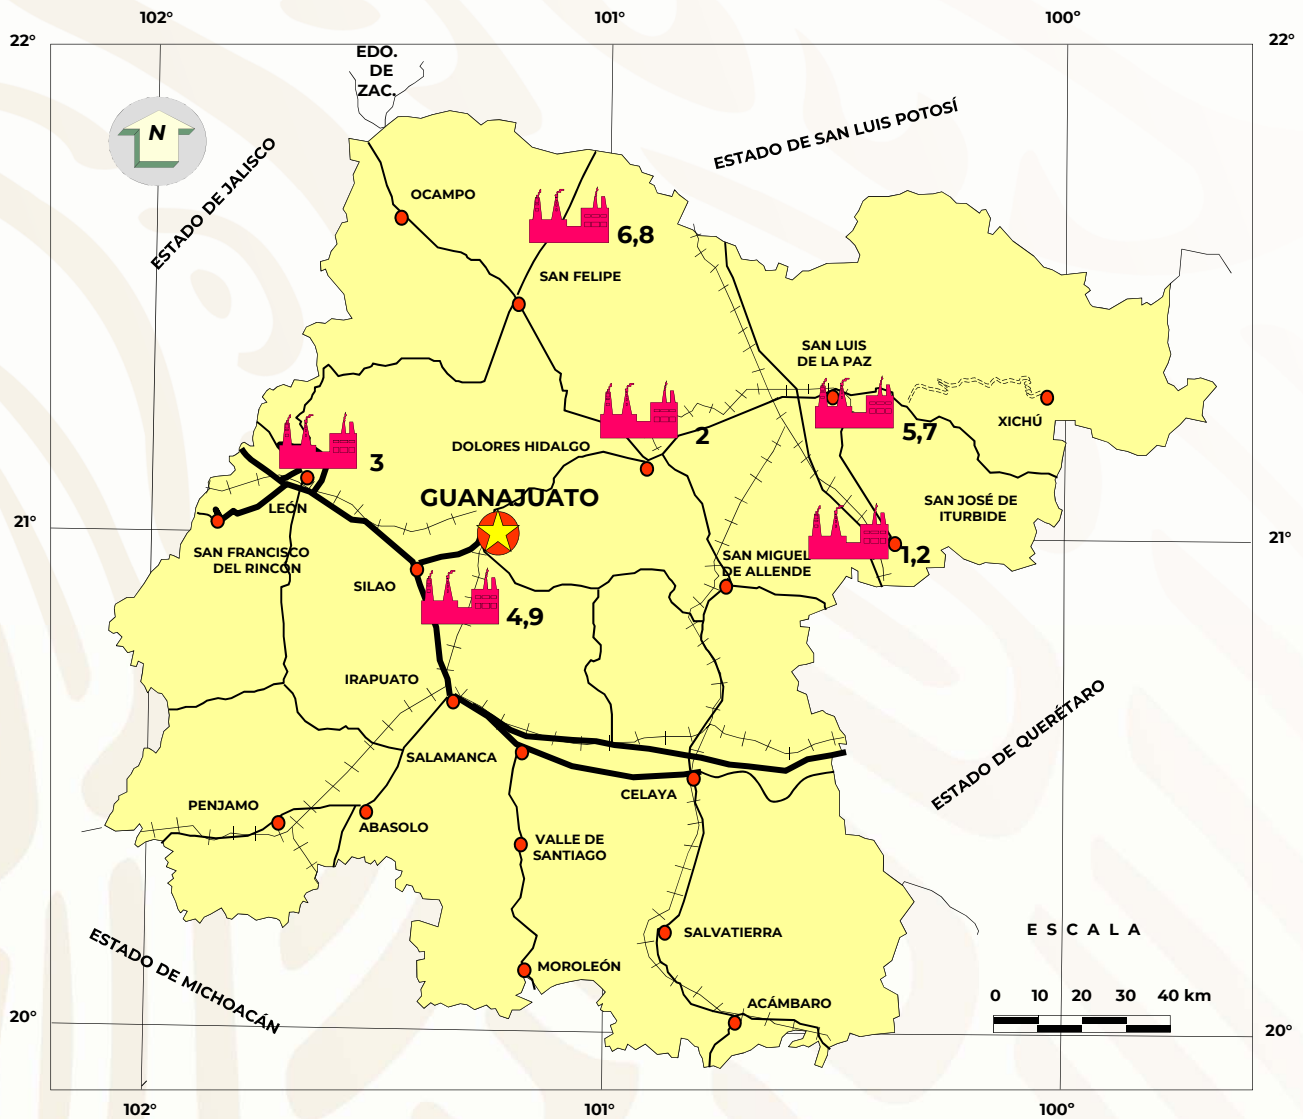 102°
101°
100°
22°
22°
EDO.
DE
ZAC.
N
ESTADO DE JALISCO
ESTADO DE SAN LUIS POTOSÍ
OCAMPO
6,8
SAN FELIPE
SAN LUIS
DE LA PAZ
XICHÚ
5,7
2
DOLORES HIDALGO
3
LEÓN
GUANAJUATO
SAN JOSÉ DE
ITURBIDE
21°
21°
SAN FRANCISCO
DEL RINCÓN
SILAO
SAN MIGUEL
DE ALLENDE
1,2
4,9
IRAPUATO
ESTADO DE QUERÉTARO
SALAMANCA
CELAYA
PENJAMO
ABASOLO
VALLE DE
SANTIAGO
SALVATIERRA
ESCALA
ESTADO DE MICHOACÁN
MOROLEÓN
ACÁMBARO
0 10 20 30 40 km
20°
20°
102°
101°
100°